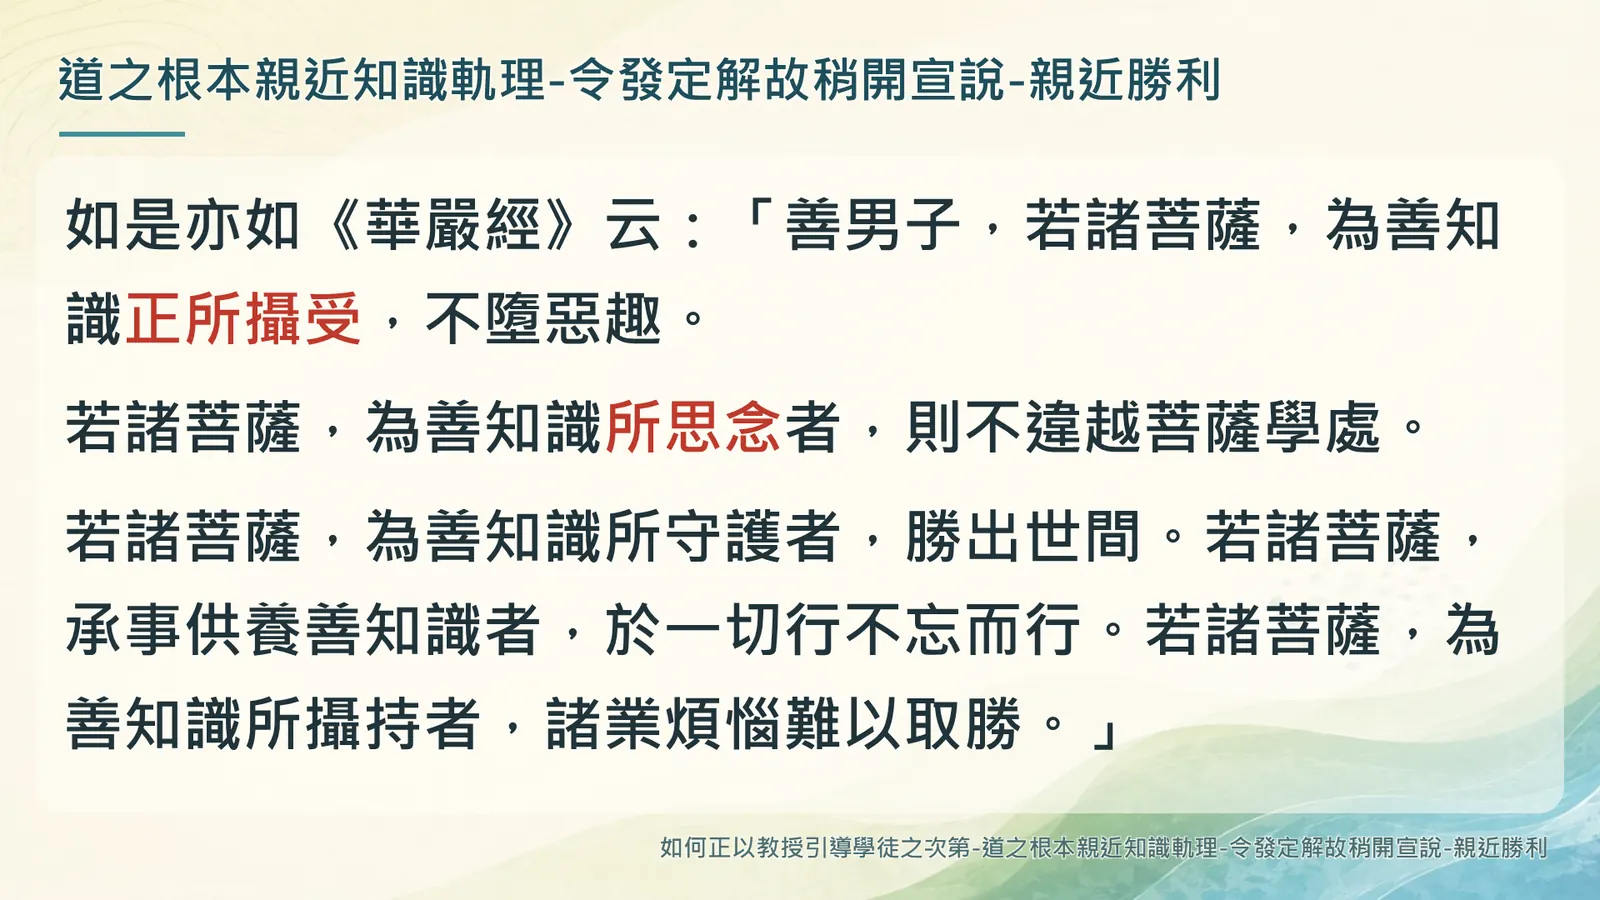 道之根本親近知識軌理-令發定解故稍開宣說-親近勝利
如是亦如《華嚴經》云：「善男子，若諸菩薩，為善知
識正所攝受，不墮惡趣。
若諸菩薩，為善知識所思念者，則不違越菩薩學處。
若諸菩薩，為善知識所守護者，勝出世間。若諸菩薩，
承事供養善知識者，於一切行不忘而行。若諸菩薩，為
善知識所攝持者，諸業煩惱難以取勝。」
如何正以教授引導學徒之次第-道之根本親近知識軌理-令發定解故稍開宣說-親近勝利